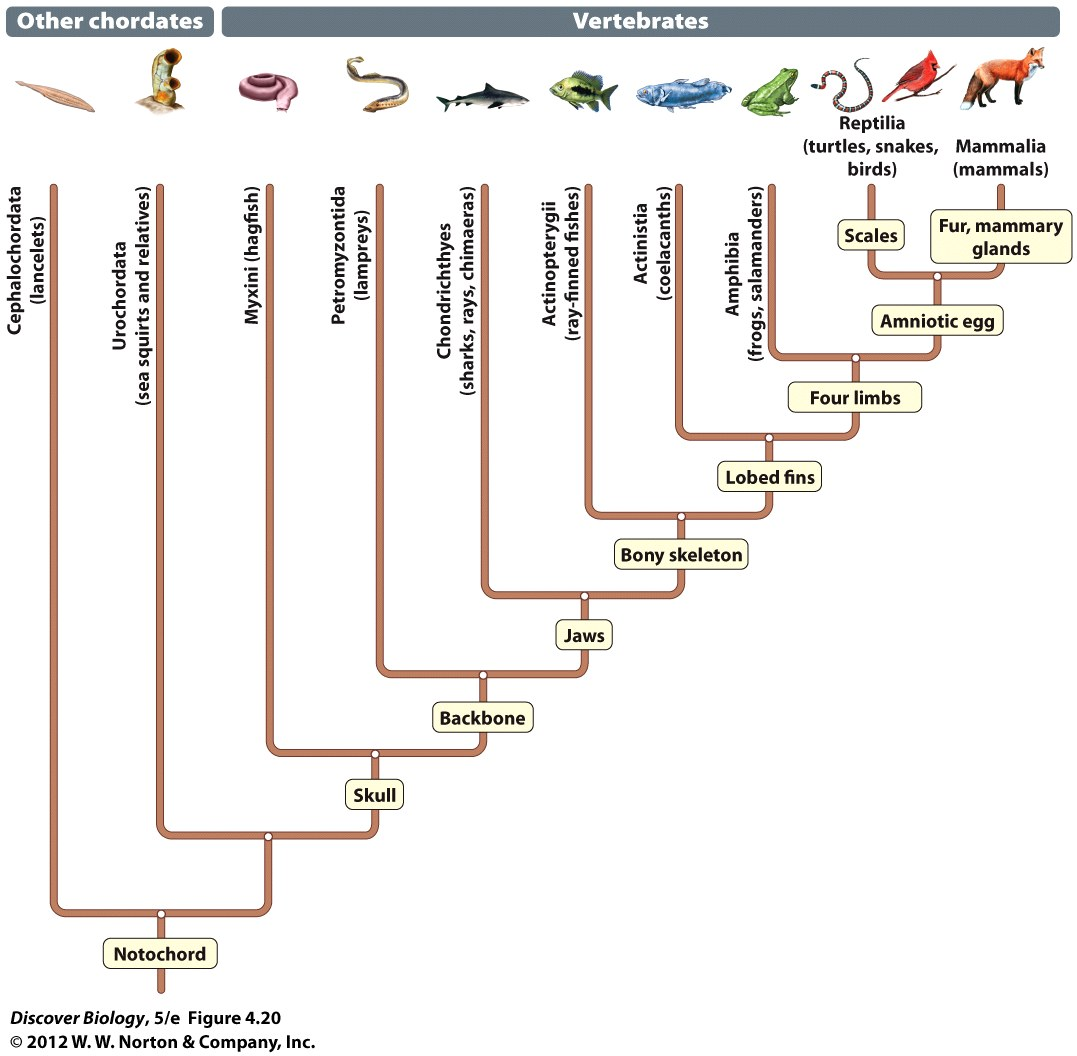 Other chordates
Vertebrates
Reptilia
(turtles, snakes,
birds)
Mammalia
(mammals)
Cephalochordata
(lancelets)
Urochordata
(sea squirts and relatives)
Myxini (hagfish)
Petromyzontida
(lampreys)
Chondrichthyes
(sharks, rays, chimaeras)
Actinopterygii
(ray-finned fishes)
Actinistia
(coelacanths)
Amphibia
(frogs, salamanders)
Scales
Fur, mammary
glands
Amniotic egg
Four limbs
Lobed fins
Bony skeleton
Jaws
Backbone
Skull
Notochord
Discover Biology, 5/e Figure 4.20
© 2012 W. W. Norton & Company, Inc.